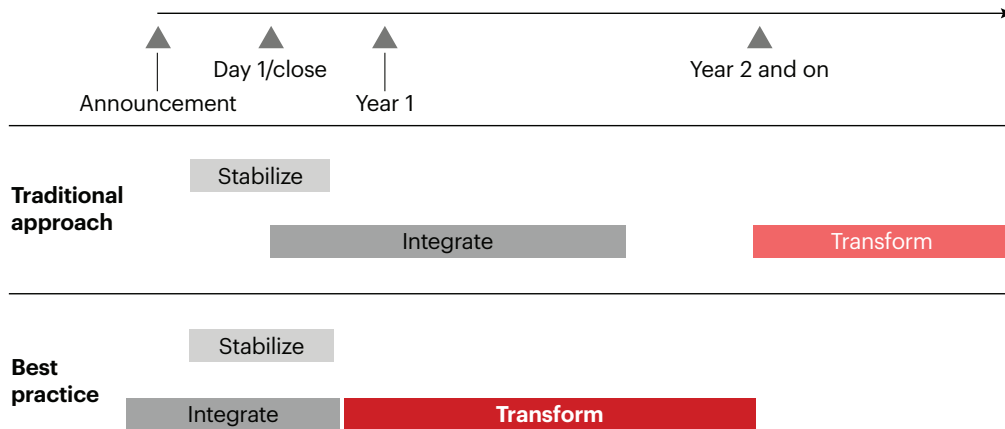 Day 1/close
Year 2 and on
Announcement
Year 1
Stabilize
Traditional
approach
Integrate
Transform
Stabilize
Best
practice
Integrate
Transform